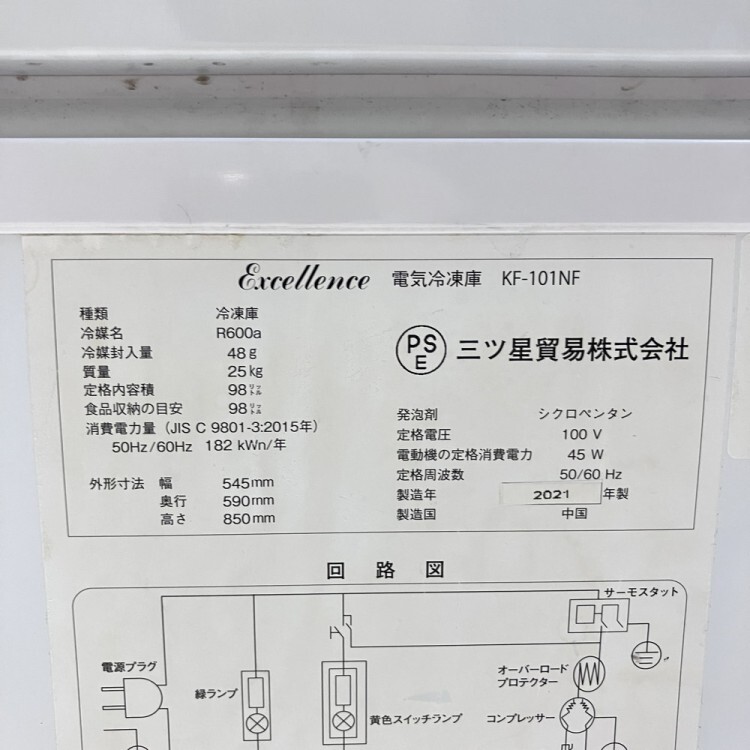 Excellence 電気冷凍庫 KF-101NF
種類 冷凍庫
冷媒名 R600a
冷媒封入量 48g
質量 25kg
定格内容積 98㍑
食品収納の目安 98㍑
消費電力量(JIS C 9801-3:2015年)
50Hz/60Hz 182 kWn/年
外形寸法 幅 545mm
奥行 590mm
高さ 850mm
PSE 三ツ星貿易株式会社
発泡剤 シクロペンタン
定格電圧 100 V
電動機の定格消費電力 45 W
定格周波数 50/60 Hz
製造年 2021 年製
製造国 中国
回路図
サーモスタット
電源プラグ
緑ランプ
黄色スイッチランプ
オーバーロード
プロテクター
コンプレッサー